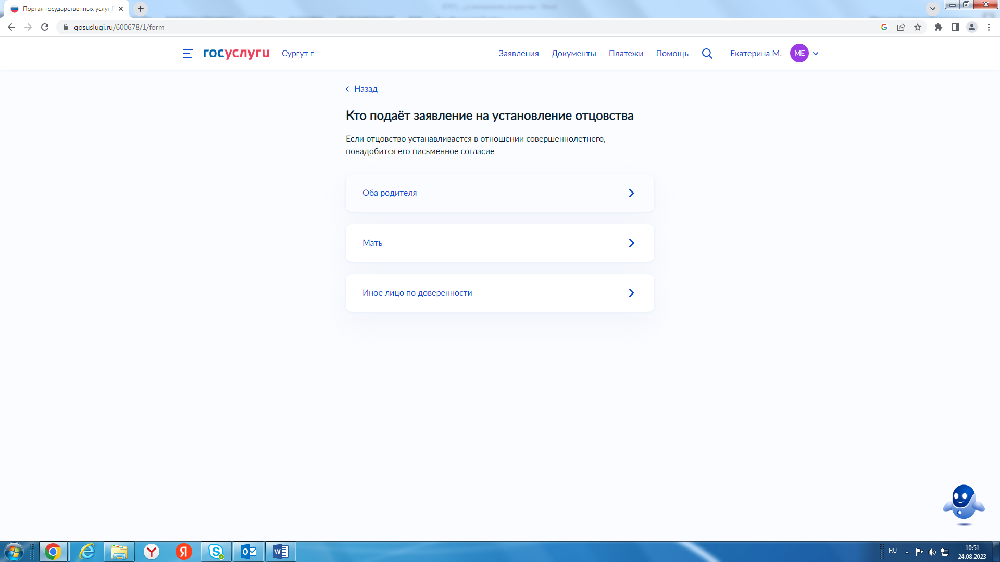 Портал государственных услуг
gosuslugi.ru/600678/1/form
госуслуги
Сургут г
Заявления
Документы
Платежи
Помощь
Екатерина М.
МЕ
Назад
Кто подаёт заявление на установление отцовства
Если отцовство устанавливается в отношении совершеннолетнего,
понадобится его письменное согласие
Оба родителя
Мать
Иное лицо по доверенности
RU
10:51
24.08.2023